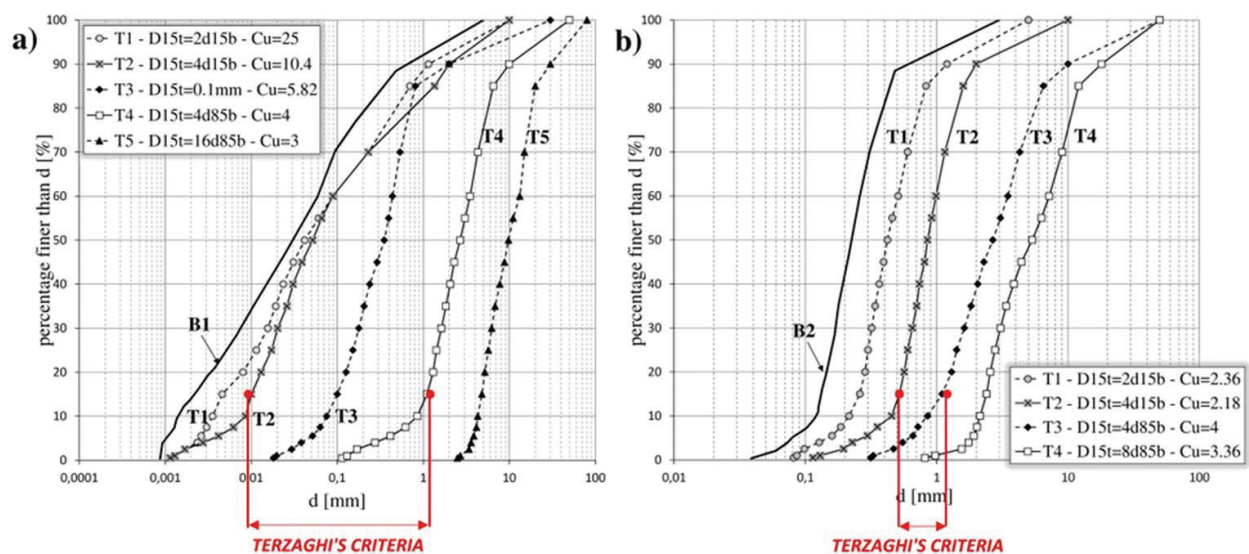 a)
T1 - D15t=2d15b - Cu=25
T2 - D15t=4d15b - Cu=10.4
T3 - D15t=0.1mm - Cu=5.82
T4 - D15t=4d85b - Cu=4
T5 - D15t=16d85b - Cu=3
percentage finer than d [%]
100
90
80
70
60
50
40
30
20
10
0
B1
T1
T2
T3
T4
T5
0,0001
0,001
0,01
0,1
1
10
100
d [mm]
TERZAGHI'S CRITERIA
b)
percentage finer than d [%]
100
90
80
70
60
50
40
30
20
10
0
T1
T2
T3
T4
B2
T1 - D15t=2d15b - Cu=2.36
T2 - D15t=4d15b - Cu=2.18
T3 - D15t=4d85b - Cu=4
T4 - D15t=8d85b - Cu=3.36
0,01
0,1
1
10
100
d [mm]
TERZAGHI'S CRITERIA